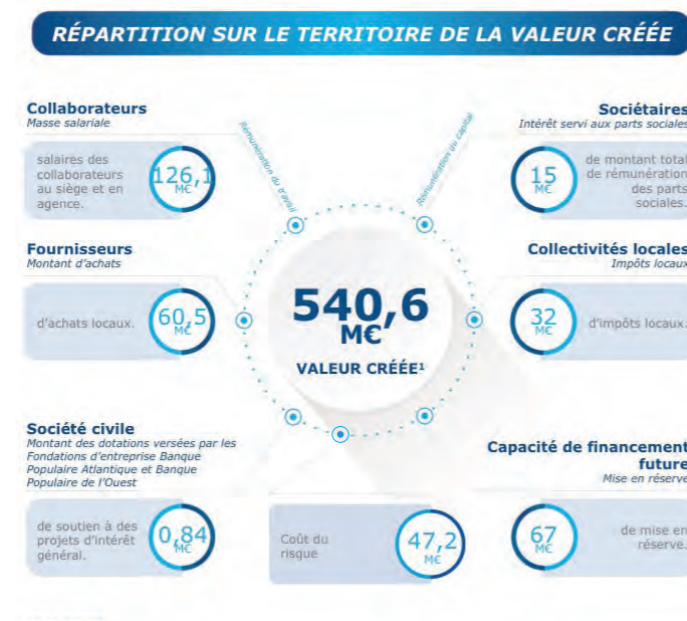 RÉPARTITION SUR LE TERRITOIRE DE LA VALEUR CRÉÉE
Collaborateurs
Masse salariale
salaires des
collaborateurs
au siège et en
agence.
126,1
M€
Rémunération du travail
Rémunération du capital
Sociétaires
Intérêt servi aux parts sociales
15
M€
de montant total
de rémunération
des parts
sociales.
Fournisseurs
Montant d'achats
d'achats locaux.
60,5
M€
540,6
M€
VALEUR CRÉÉE¹
Collectivités locales
Impôts locaux
32
M€
d'impôts locaux.
Société civile
Montant des dotations versées par les
Fondations d'entreprise Banque
Populaire Atlantique et Banque
Populaire de l'Ouest
de soutien à des
projets d'intérêt
général.
0,84
M€
Coût du
risque
47,2
M€
Capacité de financement
future
Mise en réserve
67
M€
de mise en
réserve.